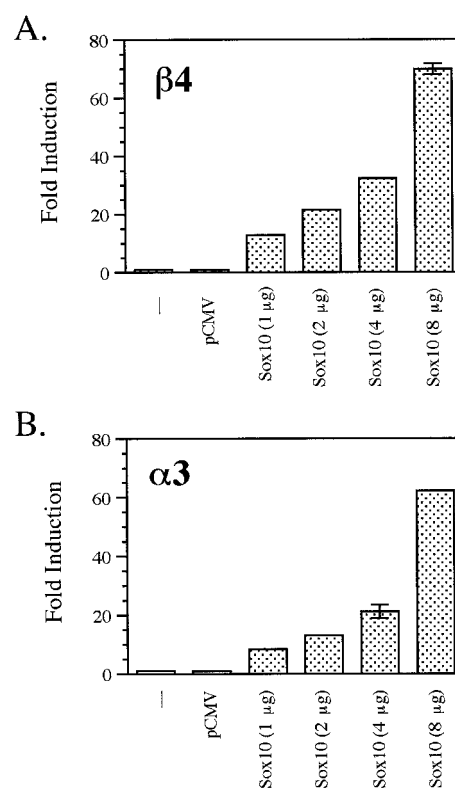 A.
80
60
40
20
0
Fold Induction
β4
—
pCMV
Sox10 (1 µg)
Sox10 (2 µg)
Sox10 (4 µg)
Sox10 (8 µg)
B.
80
60
40
20
0
Fold Induction
α3
—
pCMV
Sox10 (1 µg)
Sox10 (2 µg)
Sox10 (4 µg)
Sox10 (8 µg)